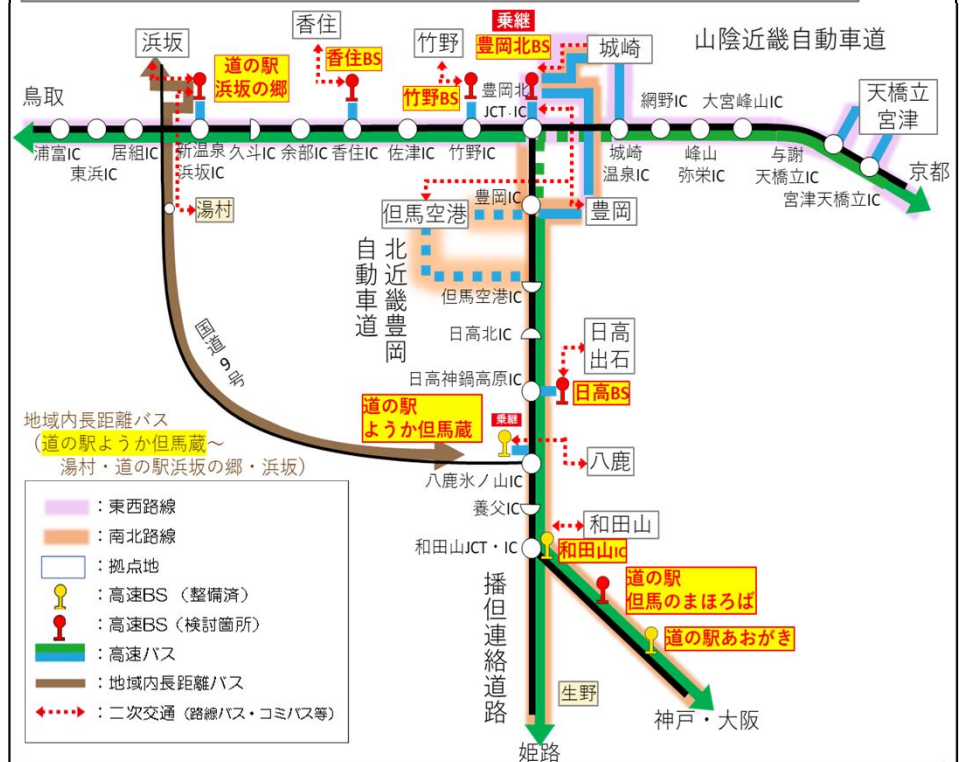 山陰近畿自動車道
浜坂
香住
竹野
乗継
豊岡北BS
城崎
道の駅
浜坂の郷
香住BS
竹野BS
豊岡北
JCT・IC
鳥取
網野IC
大宮峰山IC
天橋立
宮津
浦富IC
東浜IC
居組IC
新温泉
浜坂IC
久斗IC
余部IC
香住IC
佐津IC
竹野IC
城崎
温泉IC
峰山
弥栄IC
与謝
天橋立IC
宮津天橋立IC
京都
湯村
但馬空港
豊岡IC
豊岡
北近畿豊岡
自動車道
但馬空港IC
日高北IC
国道9号
日高神鍋高原IC
日高
出石
日高BS
道の駅
ようか但馬蔵
乗継
八鹿
八鹿氷ノ山IC
養父IC
和田山
和田山JCT・IC
和田山IC
道の駅
但馬のまほろば
道の駅あおがき
播但連絡道路
生野
姫路
神戸・大阪
地域内長距離バス
（道の駅ようか但馬蔵～
湯村・道の駅浜坂の郷・浜坂）
：東西路線
：南北路線
：拠点地
：高速BS （整備済）
：高速BS（検討箇所）
：高速バス
：地域内長距離バス
：二次交通（路線バス・コミバス等）